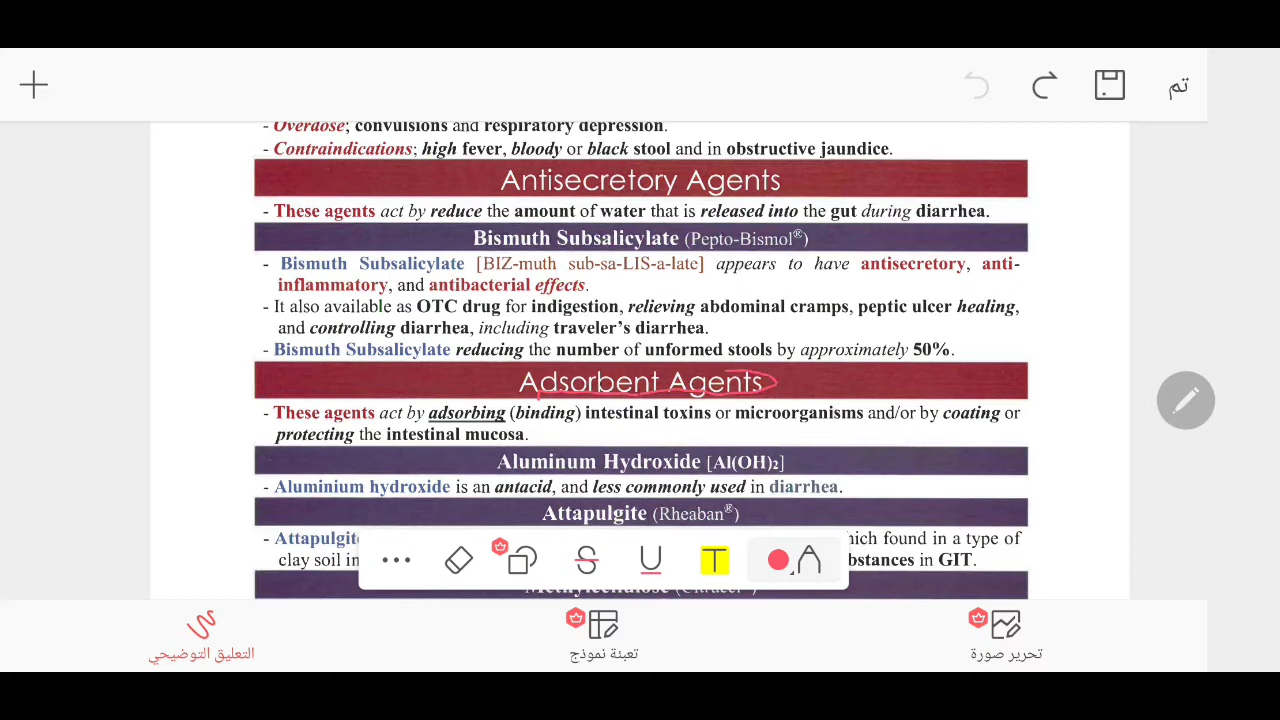 تم
- Overdose; convulsions and respiratory depression.
- Contraindications; high fever, bloody or black stool and in obstructive jaundice.
Antisecretory Agents
- These agents act by reduce the amount of water that is released into the gut during diarrhea.
Bismuth Subsalicylate (Pepto-Bismol®)
- Bismuth Subsalicylate [BIZ-muth sub-sa-LIS-a-late] appears to have antisecretory, anti-
inflammatory, and antibacterial effects.
- It also available as OTC drug for indigestion, relieving abdominal cramps, peptic ulcer healing,
and controlling diarrhea, including traveler's diarrhea.
- Bismuth Subsalicylate reducing the number of unformed stools by approximately 50%.
Adsorbent Agents
- These agents act by adsorbing (binding) intestinal toxins or microorganisms and/or by coating or
protecting the intestinal mucosa.
Aluminum Hydroxide [Al(OH)₂]
- Aluminium hydroxide is an antacid, and less commonly used in diarrhea.
Attapulgite (Rheaban®)
- Attapulgite hich found in a type of
clay soil in bstances in GIT.
التعليق التوضيحي
تعبئة نموذج
تحرير صورة